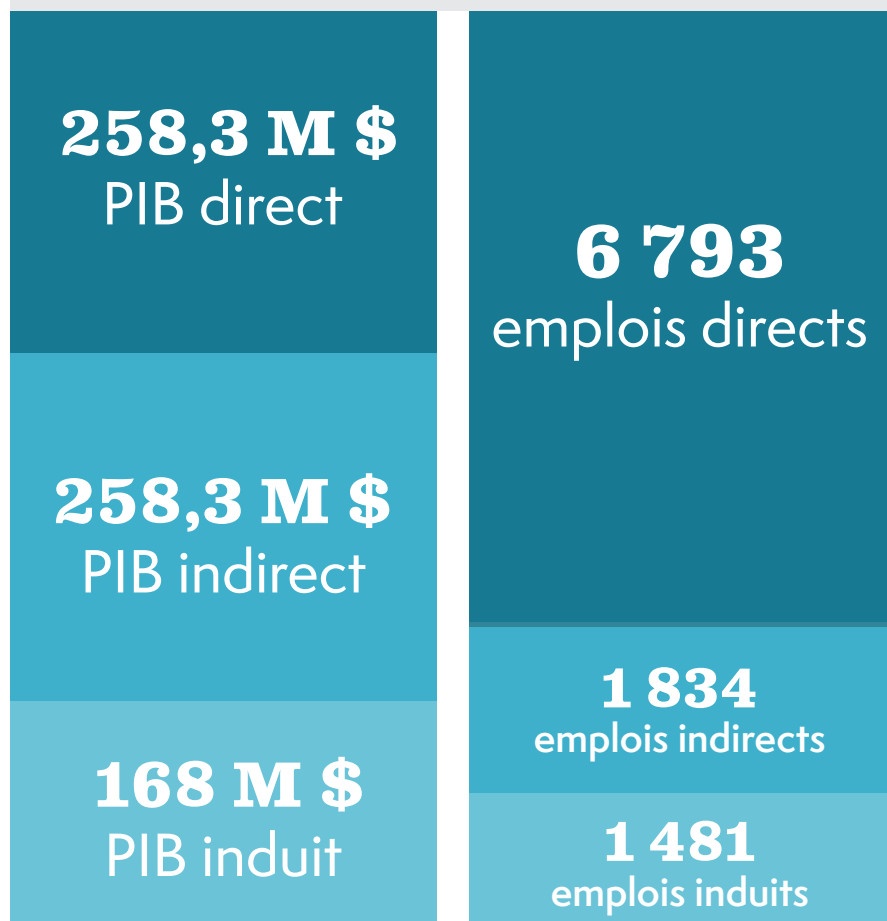 258,3 M $
PIB direct
258,3 M $
PIB indirect
168 M $
PIB induit
6 793
emplois directs
1 834
emplois indirects
1 481
emplois induits